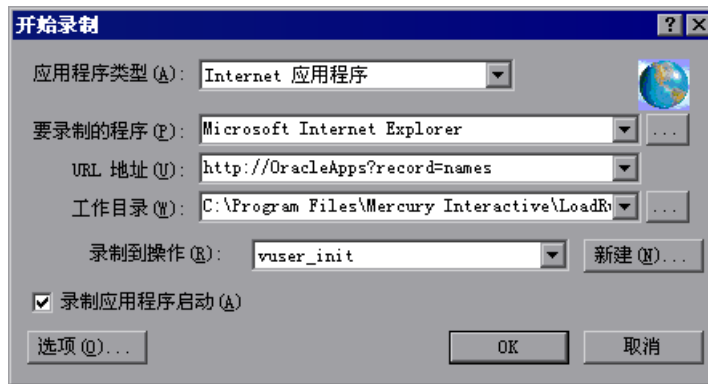 开始录制
应用程序类型(A): Internet 应用程序
要录制的程序(P): Microsoft Internet Explorer ...
URL 地址(U): http://OracleApps?record=names
工作目录(W): C:\Program Files\Mercury Interactive\LoadRu ...
录制到操作(R): vuser_init 新建(N)...
录制应用程序启动(A)
选项(O)... OK 取消